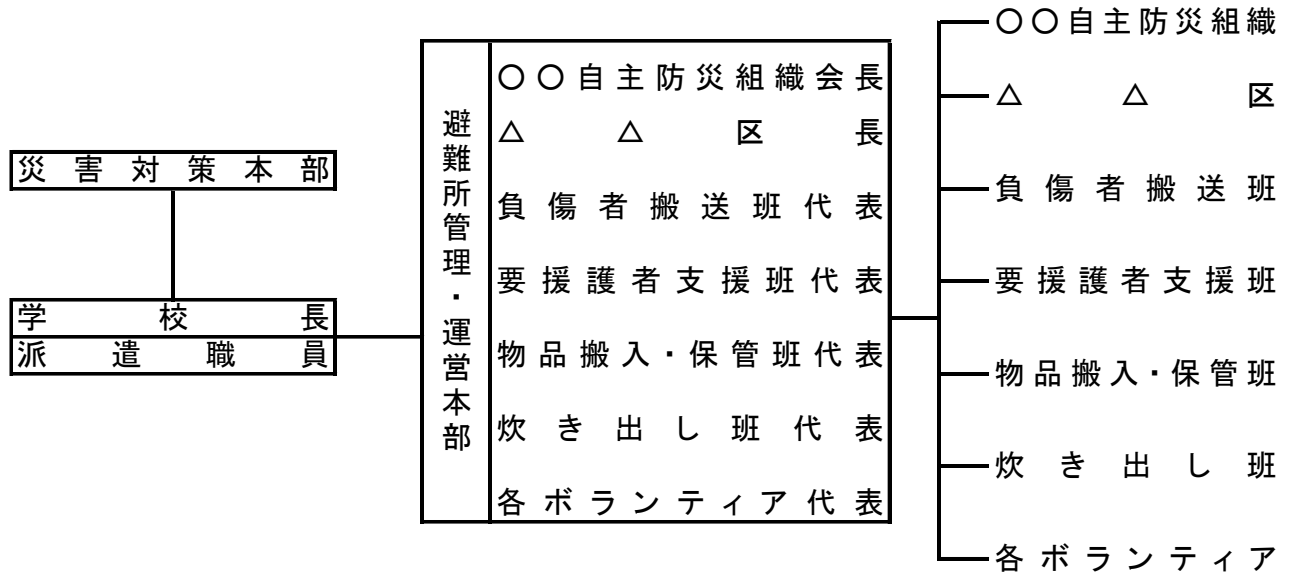 災害対策本部
学校長
派遣職員
避難所管理・運営本部
〇〇自主防災組織会長
△△区長
負傷者搬送班代表
要援護者支援班代表
物品搬入・保管班代表
炊き出し班代表
各ボランティア代表
〇〇自主防災組織
△△区
負傷者搬送班
要援護者支援班
物品搬入・保管班
炊き出し班
各ボランティア